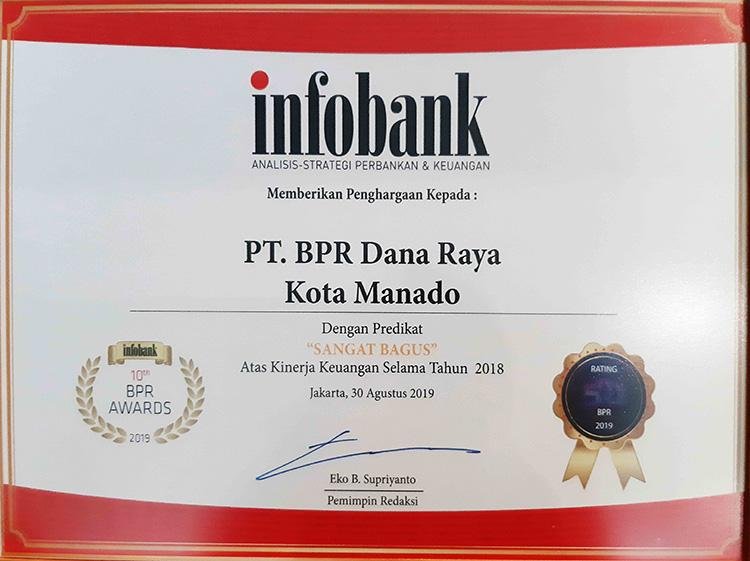 infobank
ANALISIS-STRATEGI PERBANKAN & KEUANGAN
Memberikan Penghargaan Kepada :
PT. BPR Dana Raya
Kota Manado
Dengan Predikat
"SANGAT BAGUS"
Atas Kinerja Keuangan Selama Tahun 2018
Jakarta, 30 Agustus 2019
infobank
10th
BPR
AWARDS
2019
RATING
BPR
2019
Eko B. Supriyanto
Pemimpin Redaksi